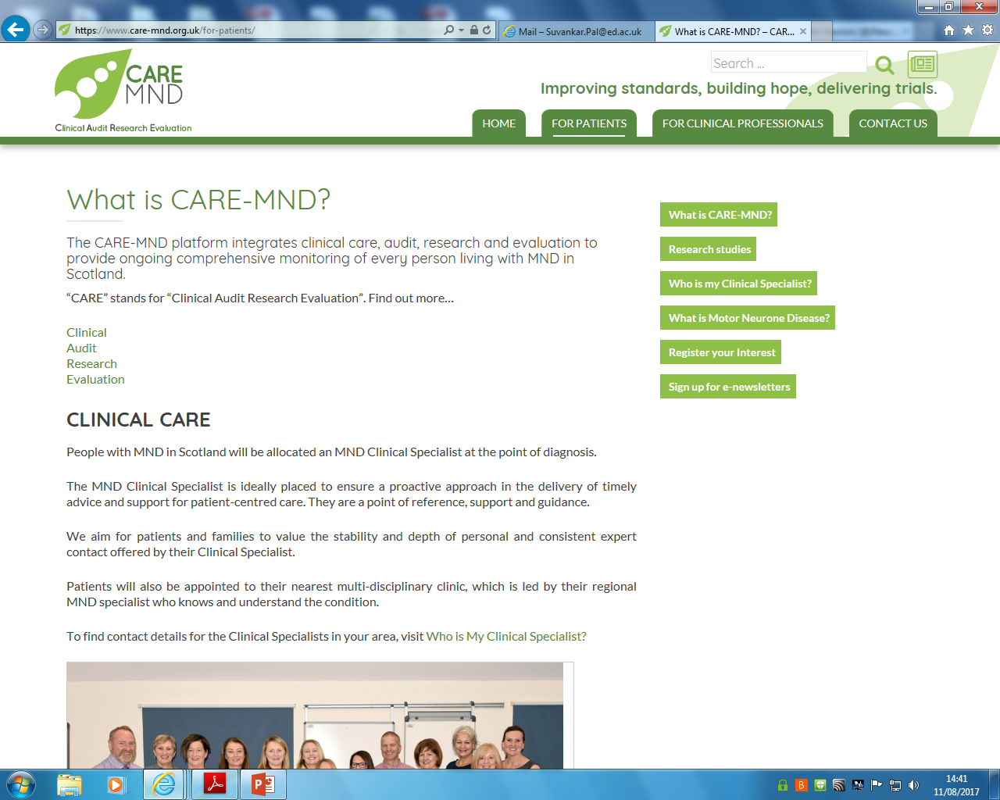 https://www.care-mnd.org.uk/for-patients/
Mail – Suvankar.Pal@ed.ac.uk
What is CARE-MND? – CAR...
CARE
MND
Clinical Audit Research Evaluation
Search ...
Improving standards, building hope, delivering trials.
HOME
FOR PATIENTS
FOR CLINICAL PROFESSIONALS
CONTACT US
What is CARE-MND?
The CARE-MND platform integrates clinical care, audit, research and evaluation to
provide ongoing comprehensive monitoring of every person living with MND in
Scotland.
“CARE” stands for “Clinical Audit Research Evaluation”. Find out more…
Clinical
Audit
Research
Evaluation
CLINICAL CARE
People with MND in Scotland will be allocated an MND Clinical Specialist at the point of diagnosis.
The MND Clinical Specialist is ideally placed to ensure a proactive approach in the delivery of timely
advice and support for patient-centred care. They are a point of reference, support and guidance.
We aim for patients and families to value the stability and depth of personal and consistent expert
contact offered by their Clinical Specialist.
Patients will also be appointed to their nearest multi-disciplinary clinic, which is led by their regional
MND specialist who knows and understand the condition.
To find contact details for the Clinical Specialists in your area, visit Who is My Clinical Specialist?
What is CARE-MND?
Research studies
Who is my Clinical Specialist?
What is Motor Neurone Disease?
Register your Interest
Sign up for e-newsletters
14:41
11/08/2017